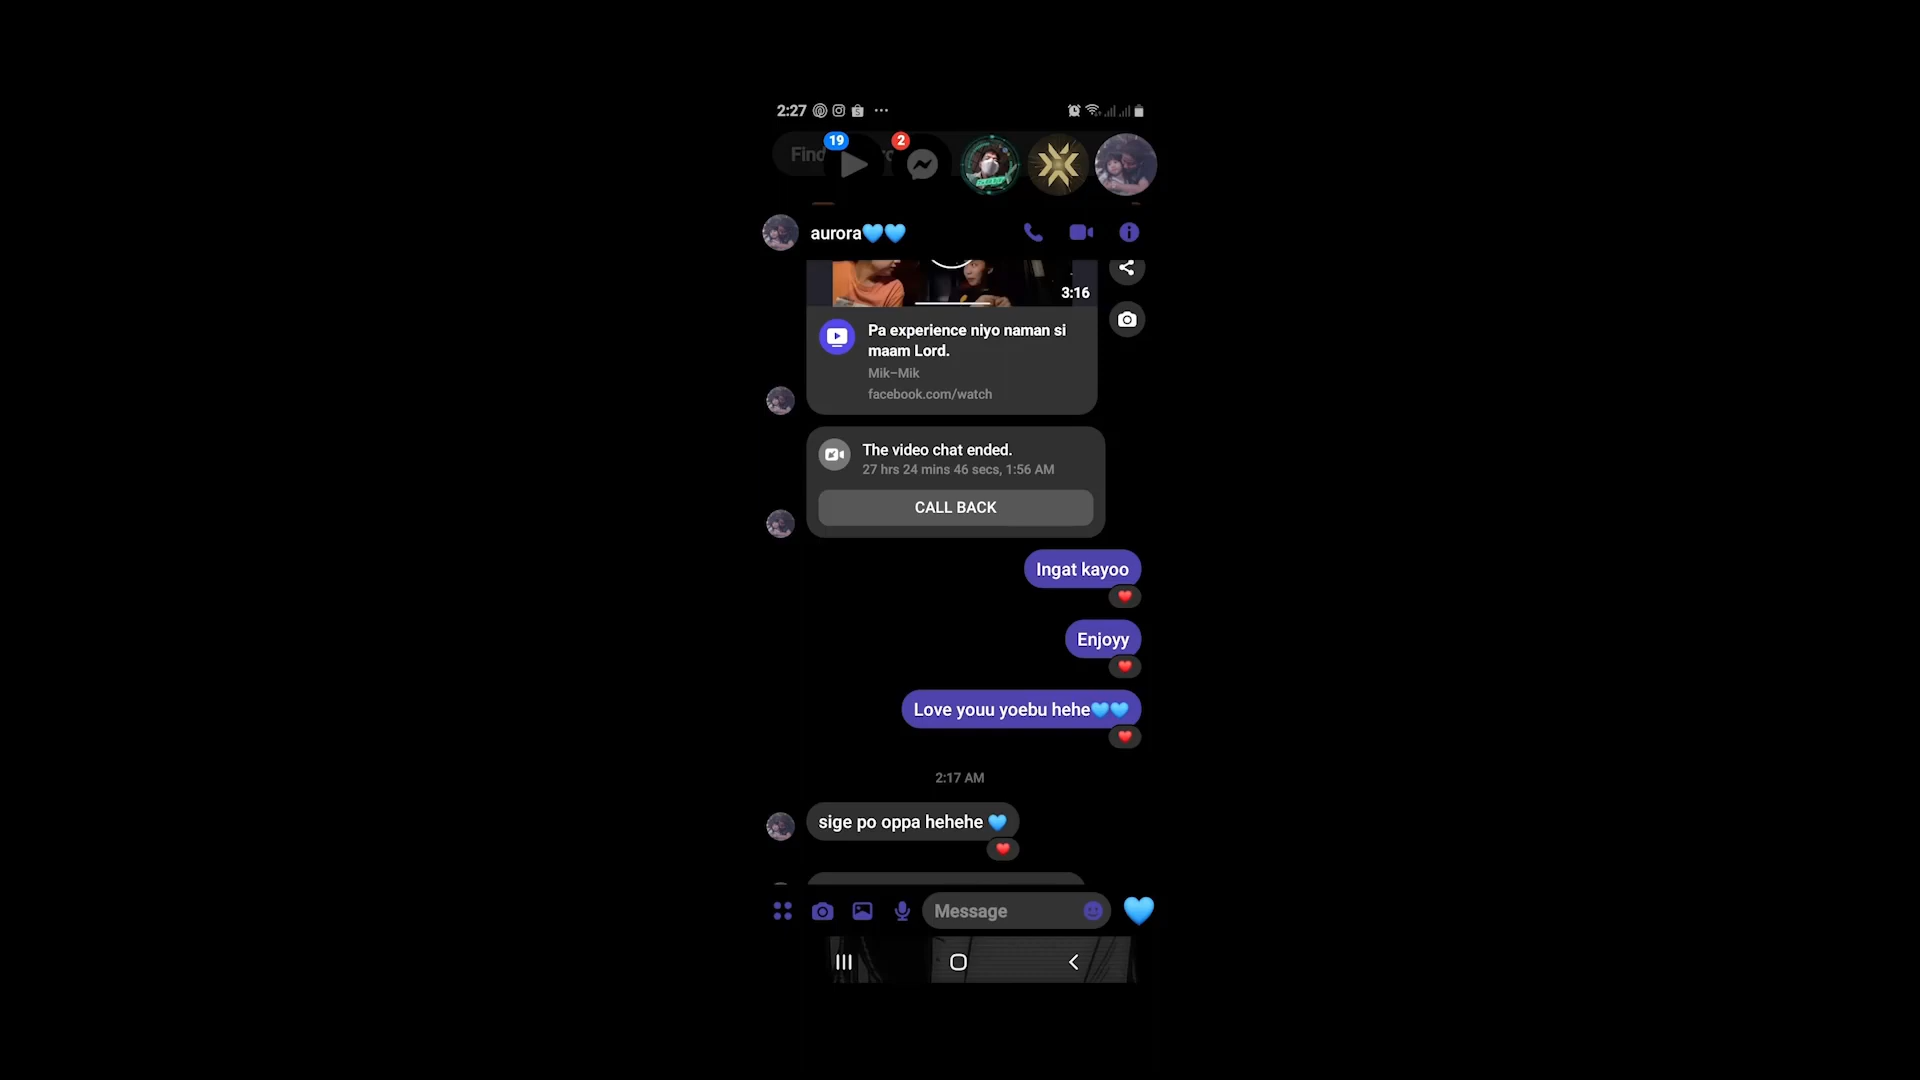 2:27
19
2
Find
aurora💙💙
3:16
Pa experience niyo naman si
maam Lord.
Mik-Mik
facebook.com/watch
The video chat ended.
27 hrs 24 mins 46 secs, 1:56 AM
CALL BACK
Ingat kayoo
Enjoyy
Love youu yoebu hehe💙💙
2:17 AM
sige po oppa hehehe 💙
Message